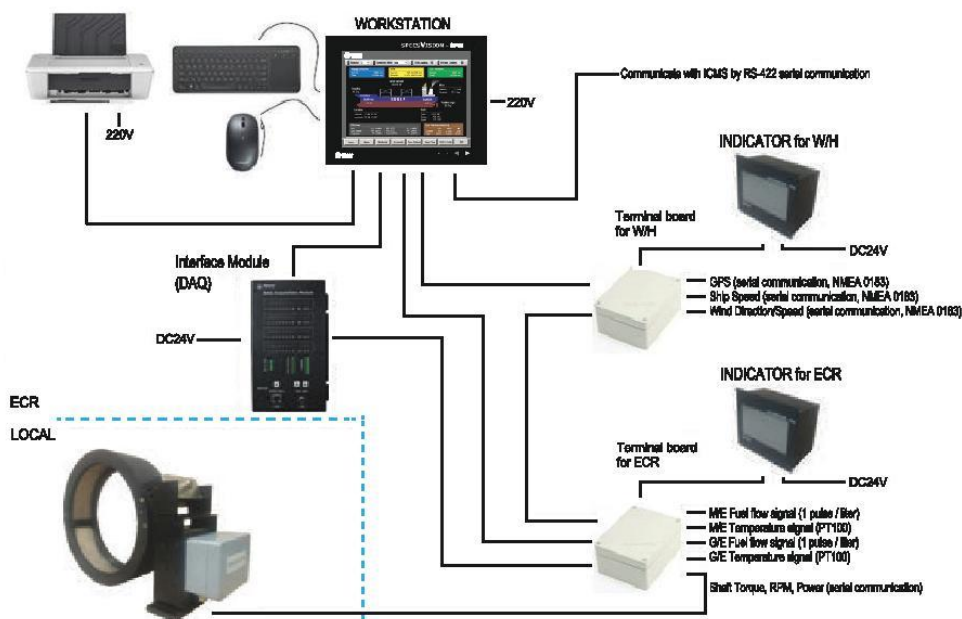 WORKSTATION
SPECSVISION
220V
220V
Communicate with ICMS by RS-422 serial communication
INDICATOR for W/H
Terminal board
for W/H
DC24V
GPS (serial communication, NMEA 0183)
Ship Speed (serial communication, NMEA 0183)
Wind Direction/Speed (serial communication, NMEA 0183)
Interface Module
(DAQ)
DC24V
ECR
LOCAL
INDICATOR for ECR
Terminal board
for ECR
DC24V
M/E Fuel flow signal (1 pulse / liter)
M/E Temperature signal (PT100)
G/E Fuel flow signal (1 pulse / liter)
G/E Temperature signal (PT100)
Shaft Torque, RPM, Power (serial communication)